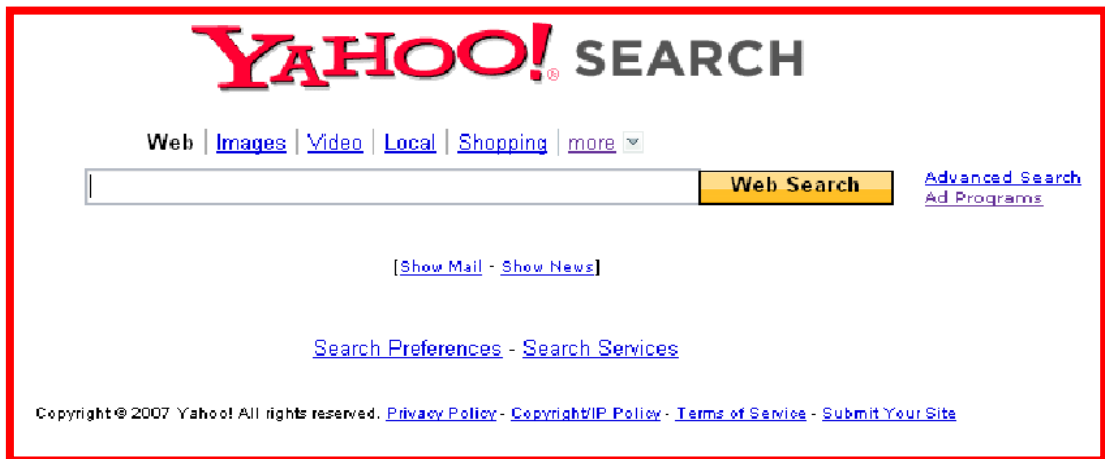 YAHOO!® SEARCH
Web | Images | Video | Local | Shopping | more
Web Search
Advanced Search
Ad Programs
[Show Mail - Show News]
Search Preferences - Search Services
Copyright © 2007 Yahoo! All rights reserved. Privacy Policy - Copyright/IP Policy - Terms of Service - Submit Your Site